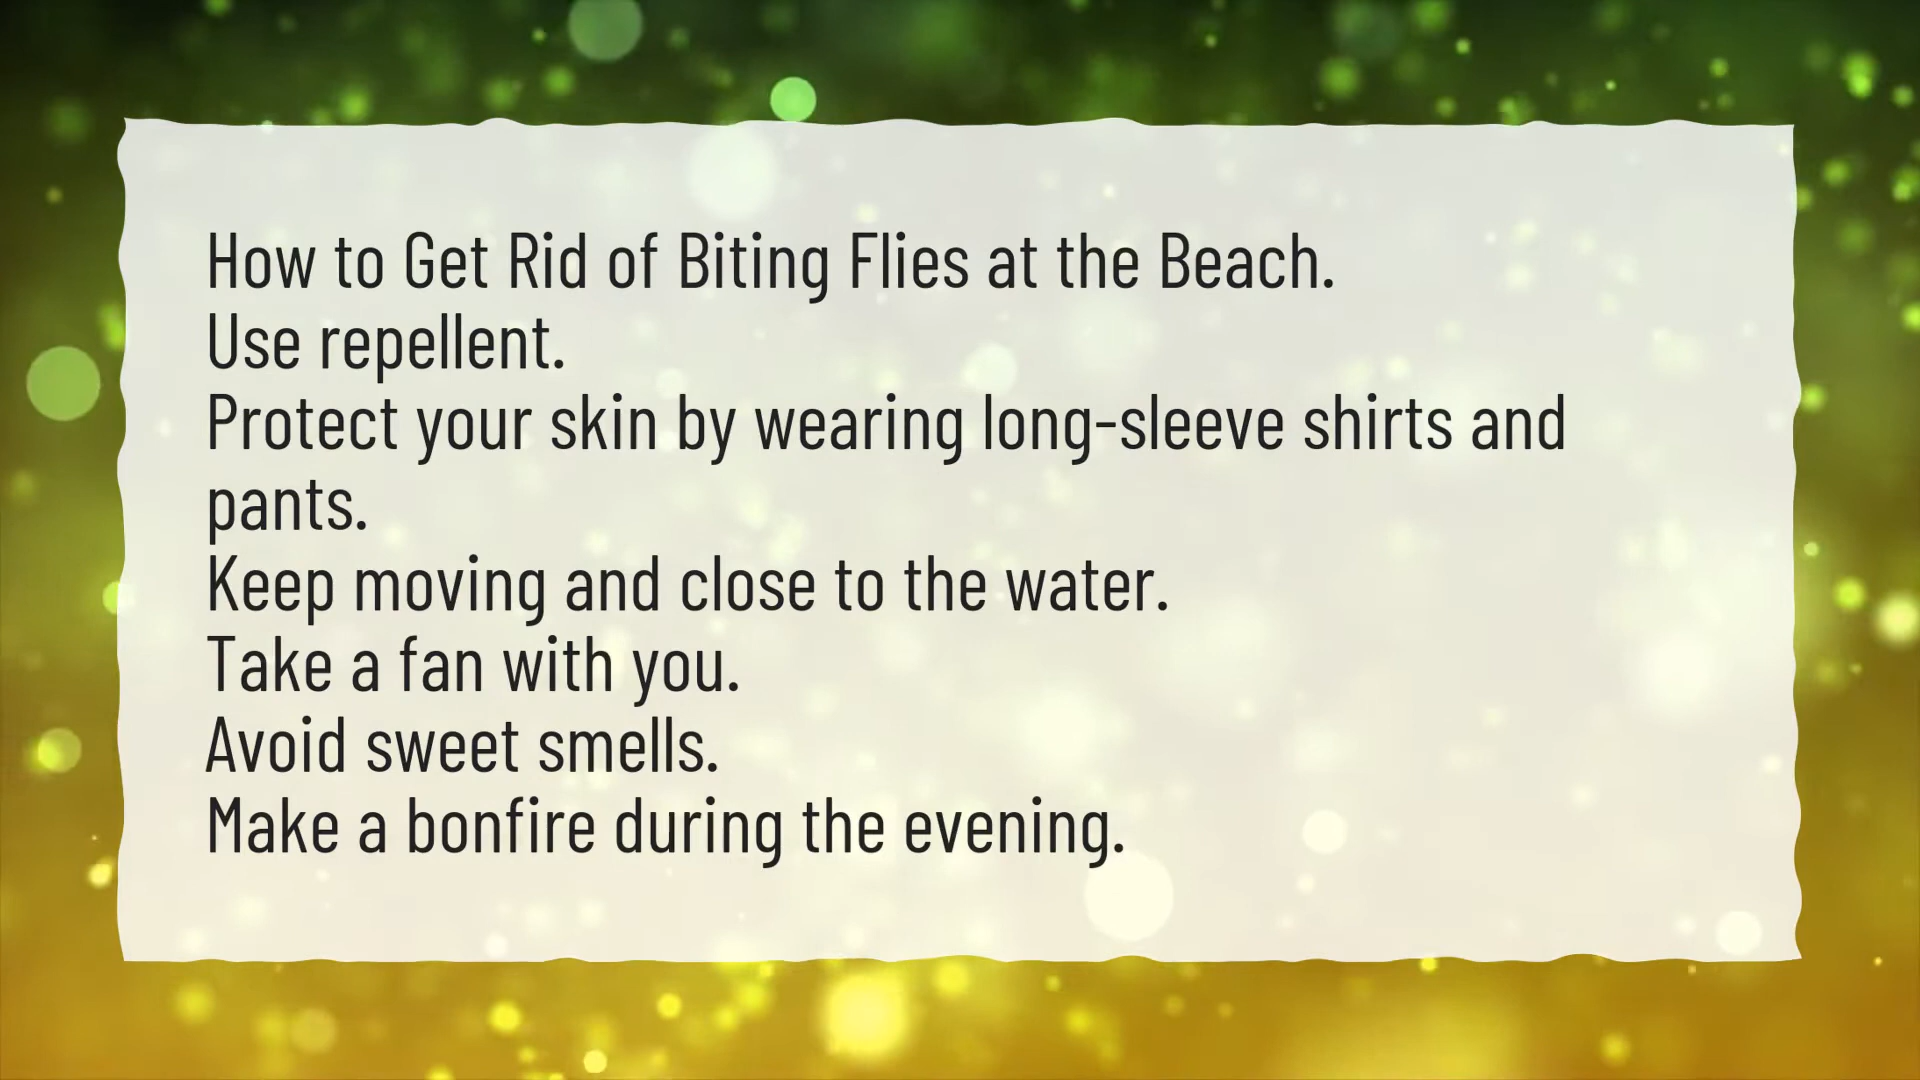 How to Get Rid of Biting Flies at the Beach.
Use repellent.
Protect your skin by wearing long-sleeve shirts and
pants.
Keep moving and close to the water.
Take a fan with you.
Avoid sweet smells.
Make a bonfire during the evening.